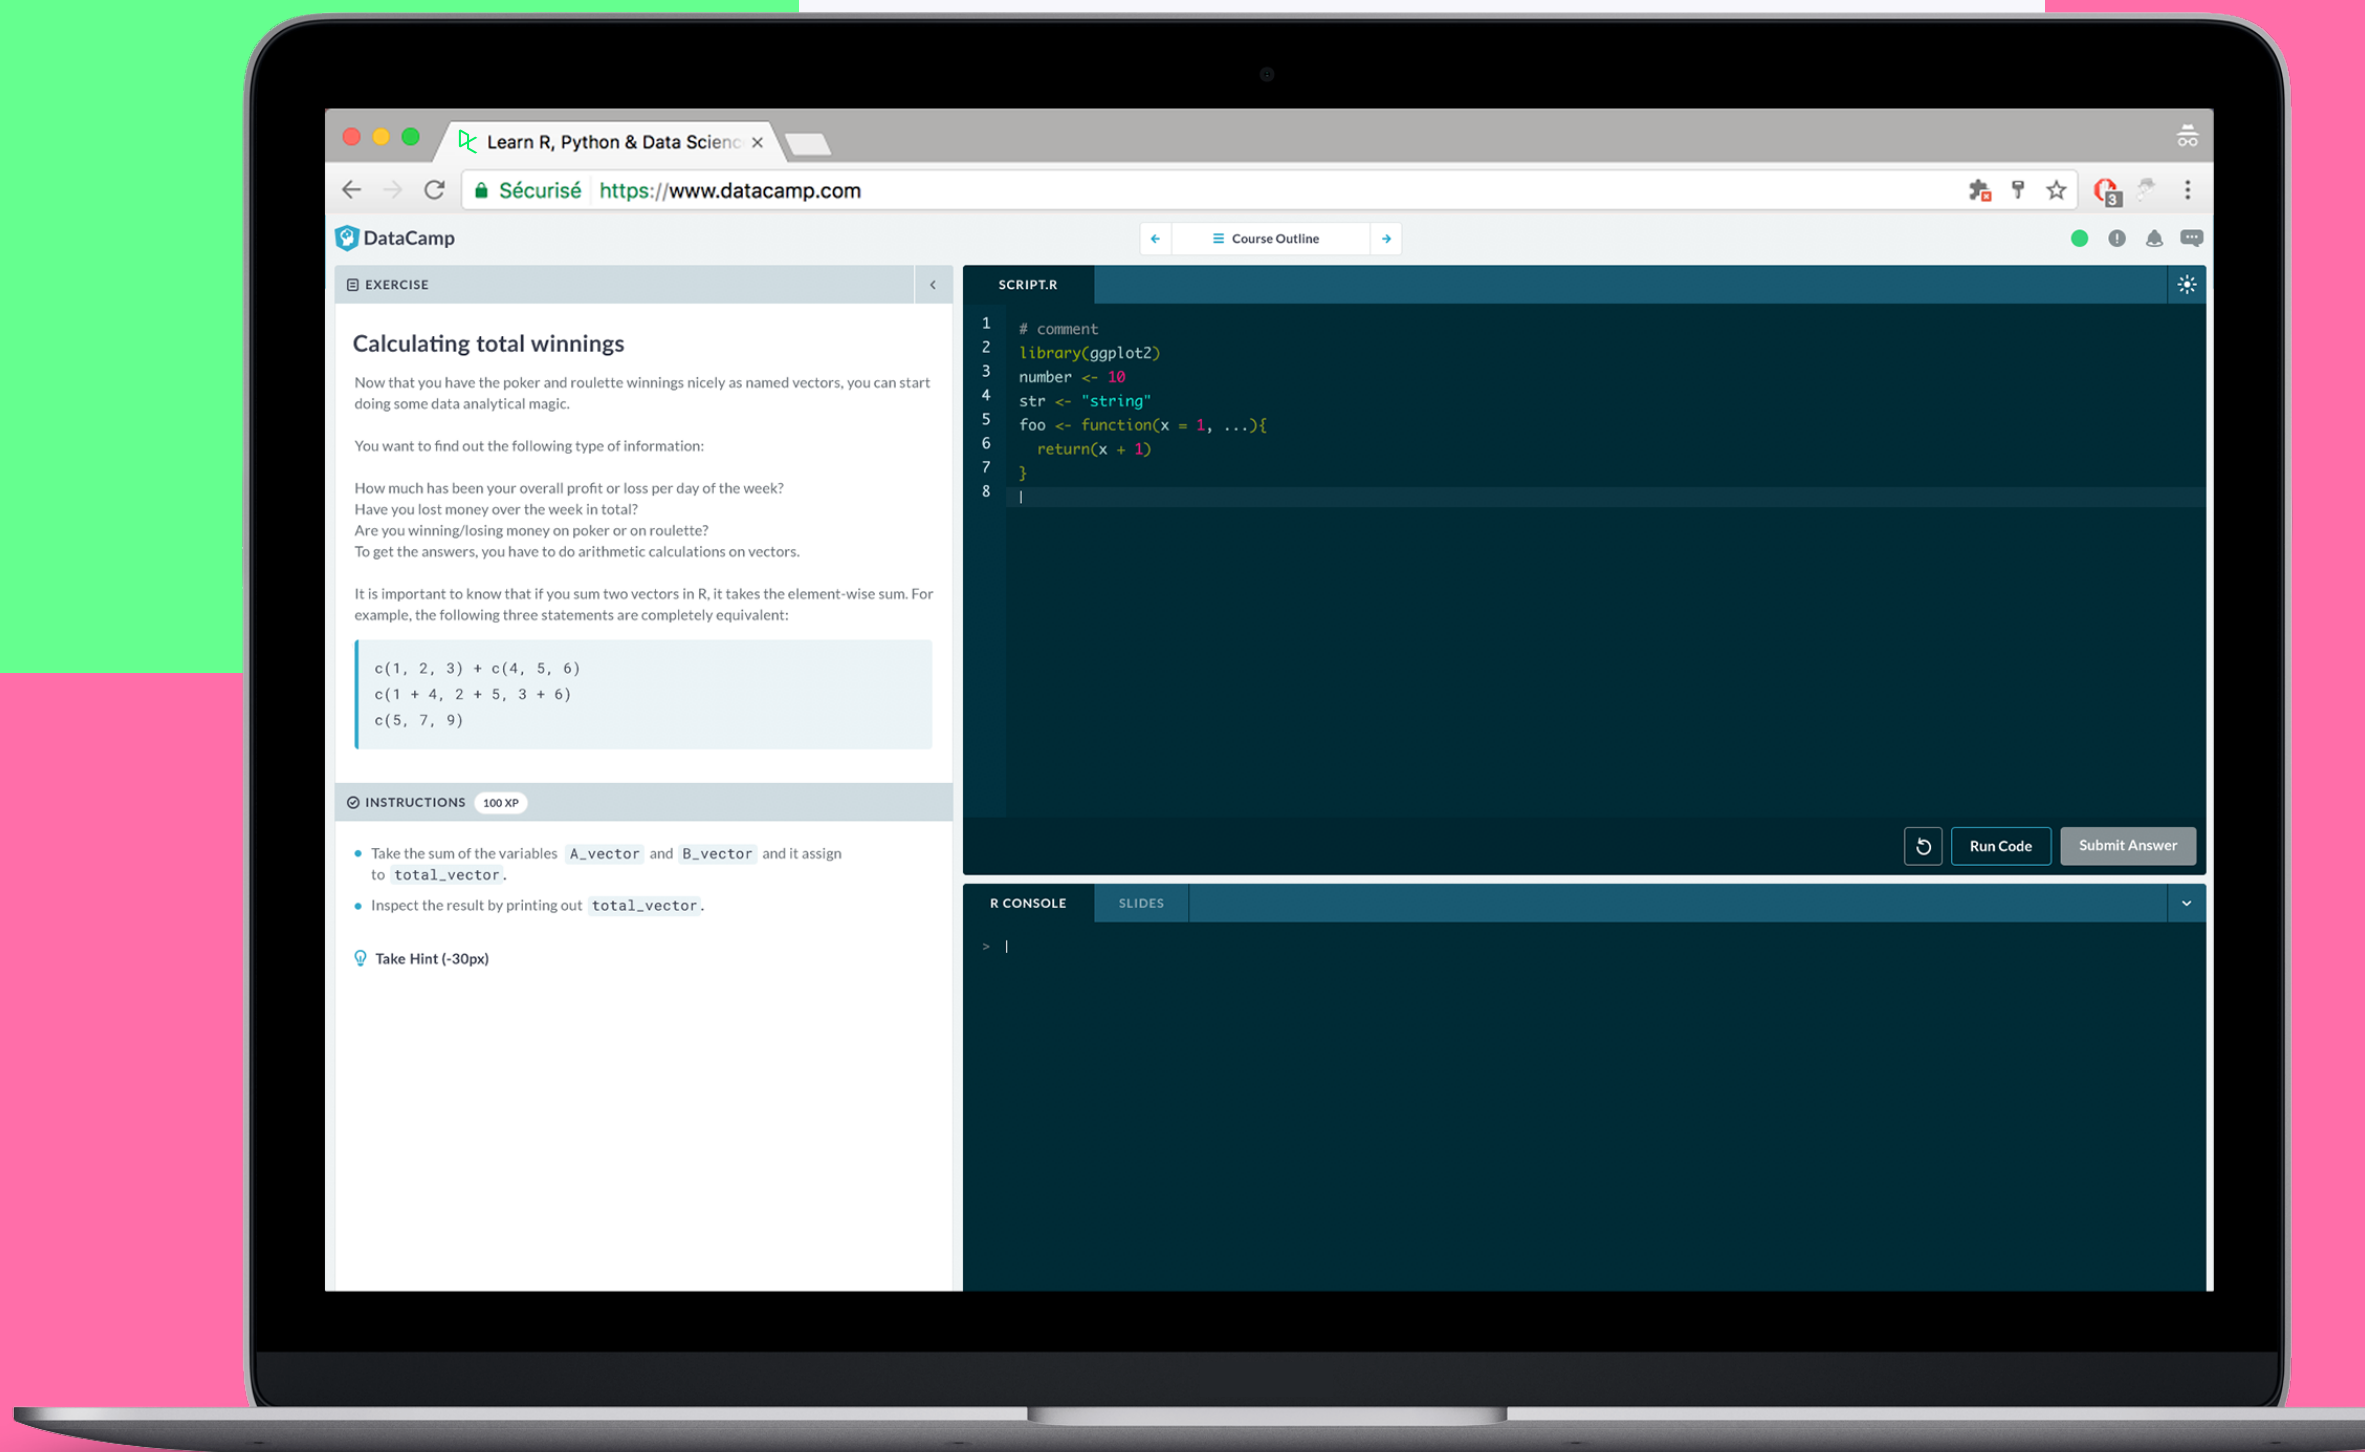 Learn R, Python & Data Scienc
Sécurisé https://www.datacamp.com
3
DataCamp
Course Outline
EXERCISE
Calculating total winnings
Now that you have the poker and roulette winnings nicely as named vectors, you can start
doing some data analytical magic.
You want to find out the following type of information:
How much has been your overall profit or loss per day of the week?
Have you lost money over the week in total?
Are you winning/losing money on poker or on roulette?
To get the answers, you have to do arithmetic calculations on vectors.
It is important to know that if you sum two vectors in R, it takes the element-wise sum. For
example, the following three statements are completely equivalent:
c(1, 2, 3) + c(4, 5, 6)
c(1 + 4, 2 + 5, 3 + 6)
c(5, 7, 9)
INSTRUCTIONS 100 XP
Take the sum of the variables A_vector and B_vector and it assign
to total_vector.
Inspect the result by printing out total_vector.
Take Hint (-30px)
SCRIPT.R
1 # comment
2 library(ggplot2)
3 number <- 10
4 str <- "string"
5 foo <- function(x = 1, ...){
6 return(x + 1)
7 }
8
Run Code
Submit Answer
R CONSOLE SLIDES
>